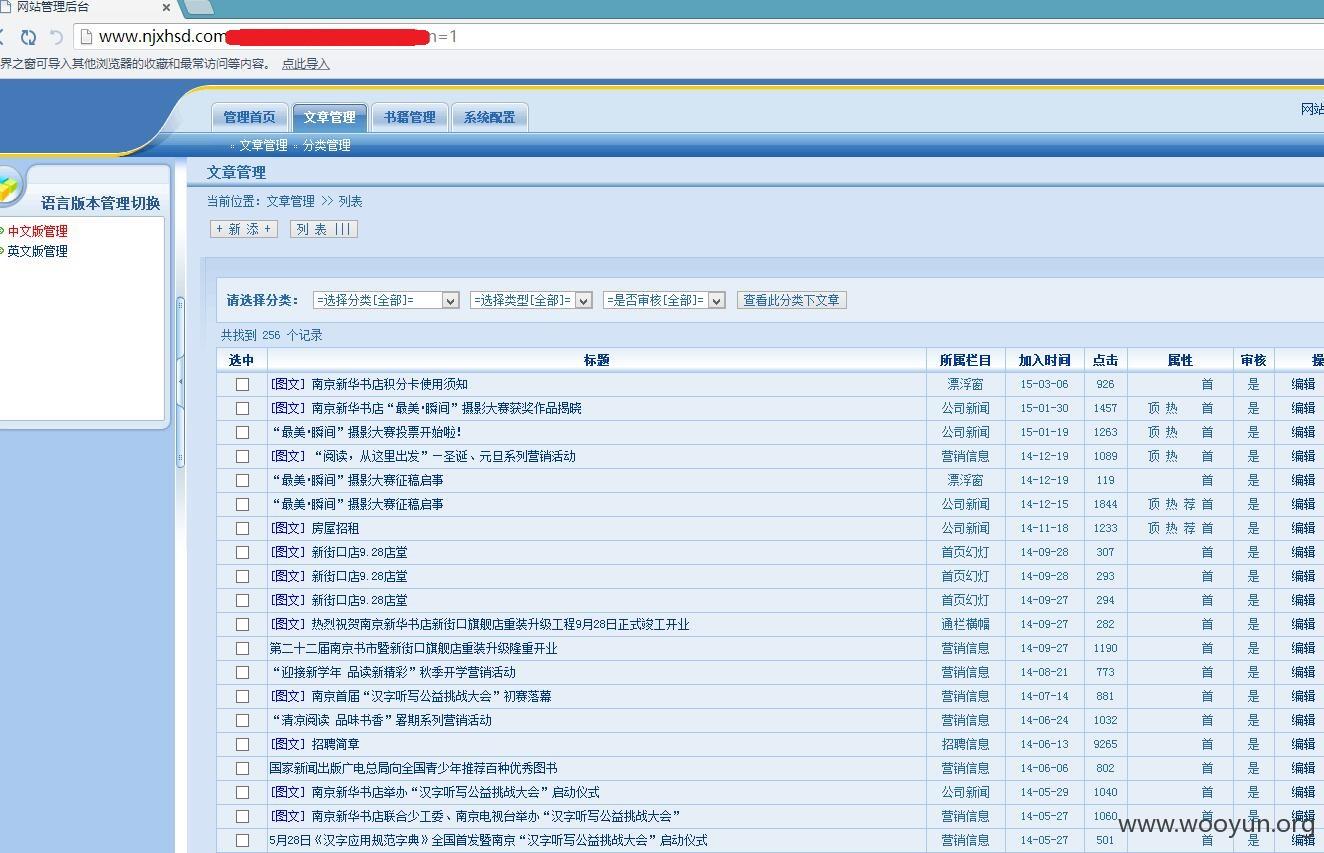 网站管理后台
www.njxhsd.com n=1
界之窗可导入其他浏览器的收藏和最常访问等内容。 点此导入
管理首页 文章管理 书籍管理 系统配置 网站
文章管理 分类管理
语言版本管理切换
中文版管理
英文版管理
文章管理
当前位置：文章管理 >> 列表
+ 新 添 + 列 表 |||
请选择分类： =选择分类[全部]= =选择类型[全部]= =是否审核[全部]= 查看此分类下文章
共找到 256 个记录
选中 标题 所属栏目 加入时间 点击 属性 审核 操
[图文] 南京新华书店积分卡使用须知 漂浮窗 15-03-06 926 首 是 编辑
[图文] 南京新华书店“最美·瞬间”摄影大赛获奖作品揭晓 公司新闻 15-01-30 1457 顶 热 首 是 编辑
“最美·瞬间”摄影大赛投票开始啦！ 公司新闻 15-01-19 1263 顶 热 首 是 编辑
[图文] “阅读，从这里出发”—圣诞、元旦系列营销活动 营销信息 14-12-19 1089 顶 热 首 是 编辑
“最美·瞬间”摄影大赛征稿启事 漂浮窗 14-12-19 119 首 是 编辑
“最美·瞬间”摄影大赛征稿启事 公司新闻 14-12-15 1844 顶 热 荐 首 是 编辑
[图文] 房屋招租 公司新闻 14-11-18 1233 顶 热 荐 首 是 编辑
[图文] 新街口店9.28店堂 首页幻灯 14-09-28 307 首 是 编辑
[图文] 新街口店9.28店堂 首页幻灯 14-09-28 293 首 是 编辑
[图文] 新街口店9.28店堂 首页幻灯 14-09-27 294 首 是 编辑
[图文] 热烈祝贺南京新华书店新街口旗舰店重装升级工程9月28日正式竣工开业 通栏横幅 14-09-27 282 首 是 编辑
第二十二届南京书市暨新街口旗舰店重装升级隆重开业 营销信息 14-09-27 1190 首 是 编辑
“迎接新学年 品读新精彩”秋季开学营销活动 营销信息 14-08-21 773 首 是 编辑
[图文] 南京首届“汉字听写公益挑战大会”初赛落幕 营销信息 14-07-14 881 首 是 编辑
“清凉阅读 品味书香”暑期系列营销活动 营销信息 14-06-24 1032 首 是 编辑
[图文] 招聘简章 招聘信息 14-06-13 9265 首 是 编辑
国家新闻出版广电总局向全国青少年推荐百种优秀图书 营销信息 14-06-06 802 首 是 编辑
[图文] 南京新华书店举办“汉字听写公益挑战大会”启动仪式 公司新闻 14-05-29 1040 首 是 编辑
[图文] 南京新华书店联合少工委、南京电视台举办“汉字听写公益挑战大会” 营销信息 14-05-27 1060 首 是 编辑
5月28日《汉字应用规范字典》全国首发暨南京“汉字听写公益挑战大会”启动仪式 营销信息 14-05-27 501 首 是 编辑
www.wooyun.org